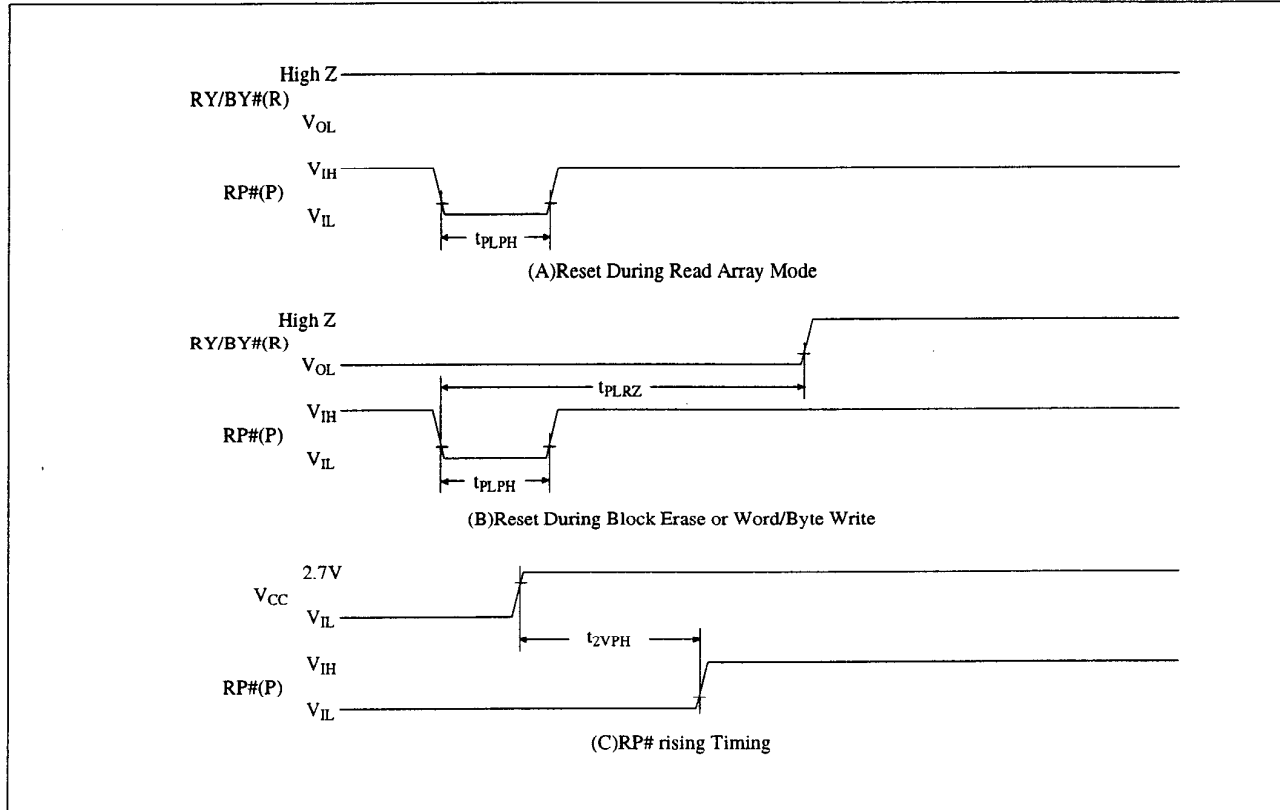 High Z
RY/BY#(R)
VOL
VIH
RP#(P)
VIL
tPLPH
(A)Reset During Read Array Mode
High Z
RY/BY#(R)
VOL
tPLRZ
VIH
RP#(P)
VIL
tPLPH
(B)Reset During Block Erase or Word/Byte Write
2.7V
VCC
VIL
t2VPH
VIH
RP#(P)
VIL
(C)RP# rising Timing